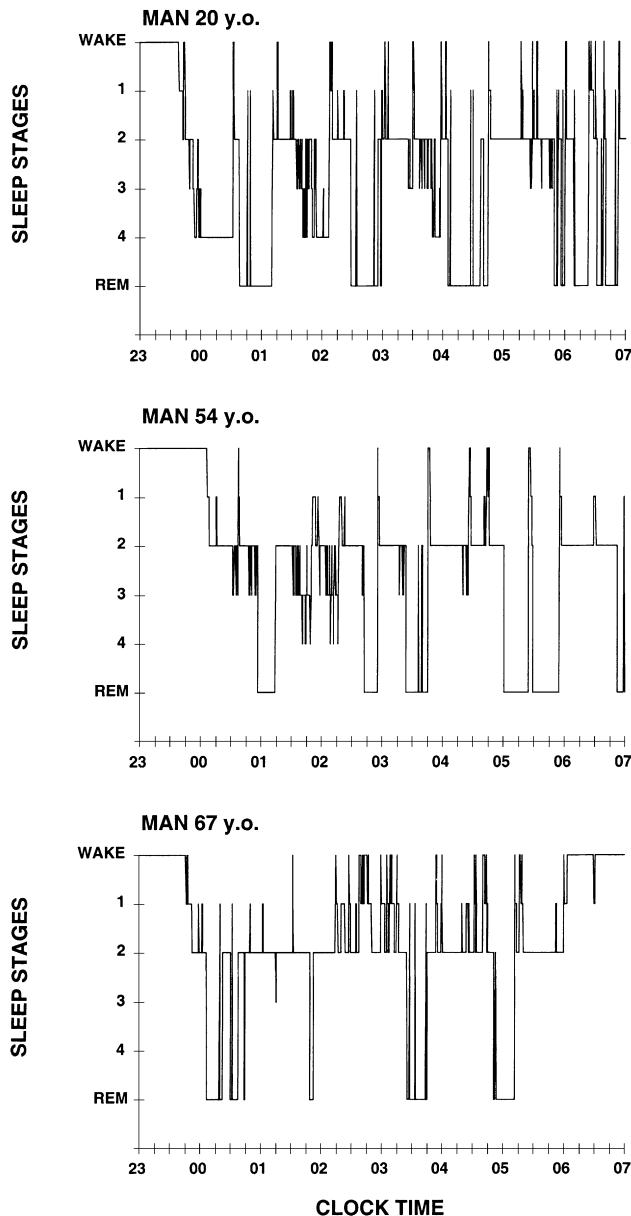 MAN 20 y.o.
WAKE
1
2
3
4
REM
SLEEP STAGES
23 00 01 02 03 04 05 06 07
MAN 54 y.o.
WAKE
1
2
3
4
REM
SLEEP STAGES
23 00 01 02 03 04 05 06 07
MAN 67 y.o.
WAKE
1
2
3
4
REM
SLEEP STAGES
23 00 01 02 03 04 05 06 07
CLOCK TIME